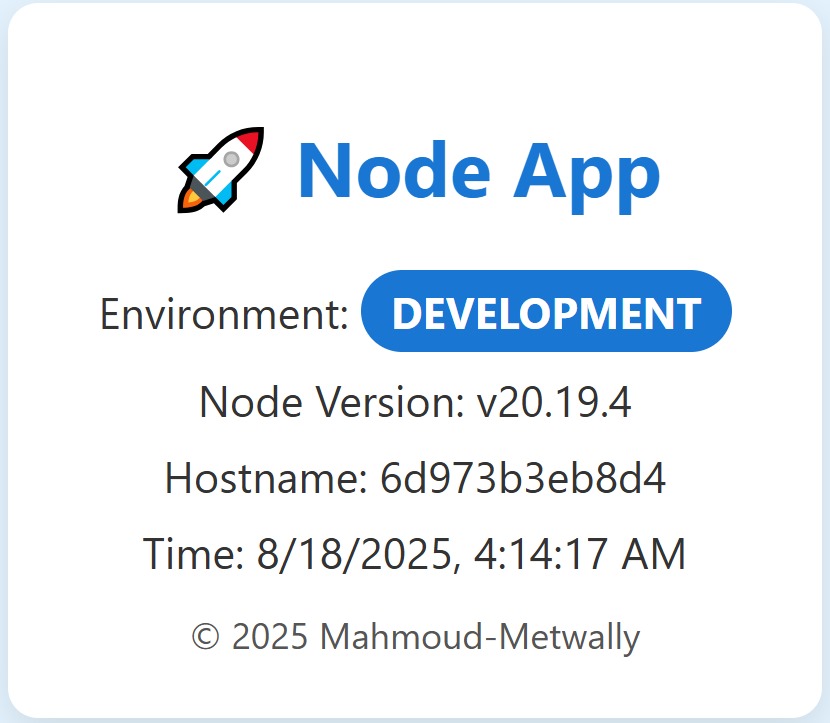 Node App
Environment: DEVELOPMENT
Node Version: v20.19.4
Hostname: 6d973b3eb8d4
Time: 8/18/2025, 4:14:17 AM
© 2025 Mahmoud-Metwally